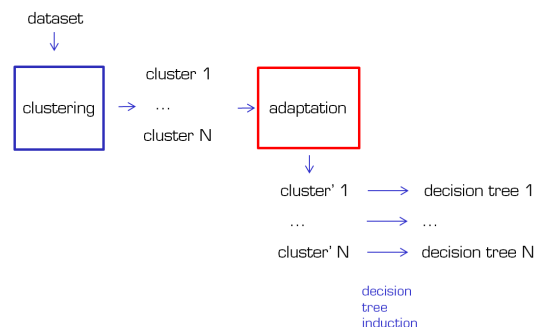 dataset
clustering
cluster 1
...
cluster N
adaptation
cluster' 1
decision tree 1
...
...
cluster' N
decision tree N
decision
tree
induction